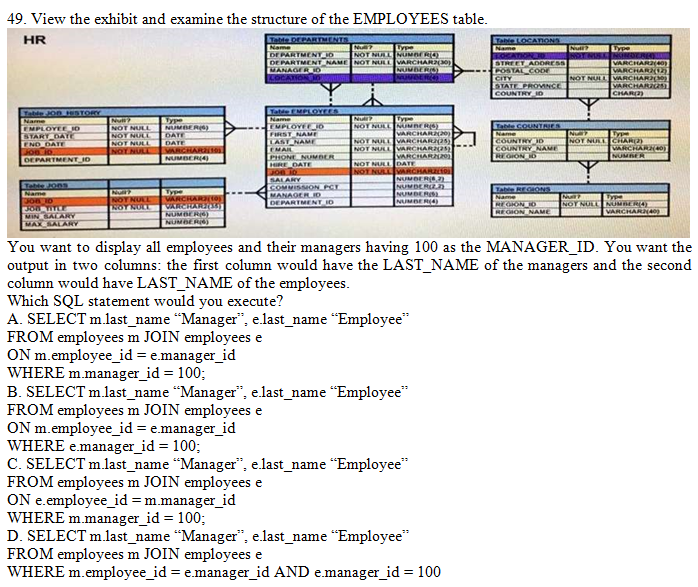 49. View the exhibit and examine the structure of the EMPLOYEES table.
HR
Table DEPARTMENTS
Name Null? Type
DEPARTMENT_ID NOT NULL NUMBER(4)
DEPARTMENT_NAME NOT NULL VARCHAR2(30)
MANAGER_ID NUMBER(6)
LOCATION_ID NUMBER(4)
Table LOCATIONS
Name Null? Type
LOCATION_ID NOT NULL NUMBER(4)
STREET_ADDRESS VARCHAR2(40)
POSTAL_CODE VARCHAR2(12)
CITY NOT NULL VARCHAR2(30)
STATE_PROVINCE VARCHAR2(25)
COUNTRY_ID CHAR(2)
Table JOB_HISTORY
Name Null? Type
EMPLOYEE_ID NOT NULL NUMBER(6)
START_DATE NOT NULL DATE
END_DATE NOT NULL DATE
JOB_ID NOT NULL VARCHAR2(10)
DEPARTMENT_ID NUMBER(4)
Table EMPLOYEES
Name Null? Type
EMPLOYEE_ID NOT NULL NUMBER(6)
FIRST_NAME VARCHAR2(20)
LAST_NAME NOT NULL VARCHAR2(25)
EMAIL NOT NULL VARCHAR2(25)
PHONE_NUMBER VARCHAR2(20)
HIRE_DATE NOT NULL DATE
JOB_ID NOT NULL VARCHAR2(10)
SALARY NUMBER(8,2)
COMMISSION_PCT NUMBER(2,2)
MANAGER_ID NUMBER(6)
DEPARTMENT_ID NUMBER(4)
Table COUNTRIES
Name Null? Type
COUNTRY_ID NOT NULL CHAR(2)
COUNTRY_NAME VARCHAR2(40)
REGION_ID NUMBER
Table JOBS
Name Null? Type
JOB_ID NOT NULL VARCHAR2(10)
JOB_TITLE NOT NULL VARCHAR2(35)
MIN_SALARY NUMBER(6)
MAX_SALARY NUMBER(6)
Table REGIONS
Name Null? Type
REGION_ID NOT NULL NUMBER(4)
REGION_NAME VARCHAR2(40)
You want to display all employees and their managers having 100 as the MANAGER_ID. You want the
output in two columns: the first column would have the LAST_NAME of the managers and the second
column would have LAST_NAME of the employees.
Which SQL statement would you execute?
A. SELECT m.last_name “Manager”, e.last_name “Employee”
FROM employees m JOIN employees e
ON m.employee_id = e.manager_id
WHERE m.manager_id = 100;
B. SELECT m.last_name “Manager”, e.last_name “Employee”
FROM employees m JOIN employees e
ON m.employee_id = e.manager_id
WHERE e.manager_id = 100;
C. SELECT m.last_name “Manager”, e.last_name “Employee”
FROM employees m JOIN employees e
ON e.employee_id = m.manager_id
WHERE m.manager_id = 100;
D. SELECT m.last_name “Manager”, e.last_name “Employee”
FROM employees m JOIN employees e
WHERE m.employee_id = e.manager_id AND e.manager_id = 100